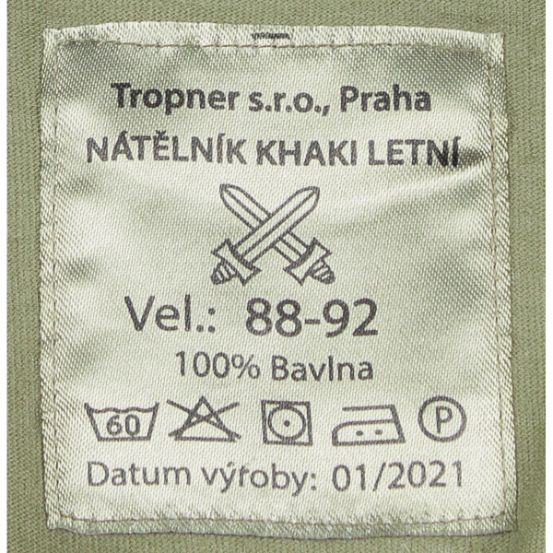 Tropner s.r.o., Praha
NÁTĚLNÍK KHAKI LETNÍ
Vel.: 88-92
100% Bavlna
60 P
Datum výroby: 01/2021